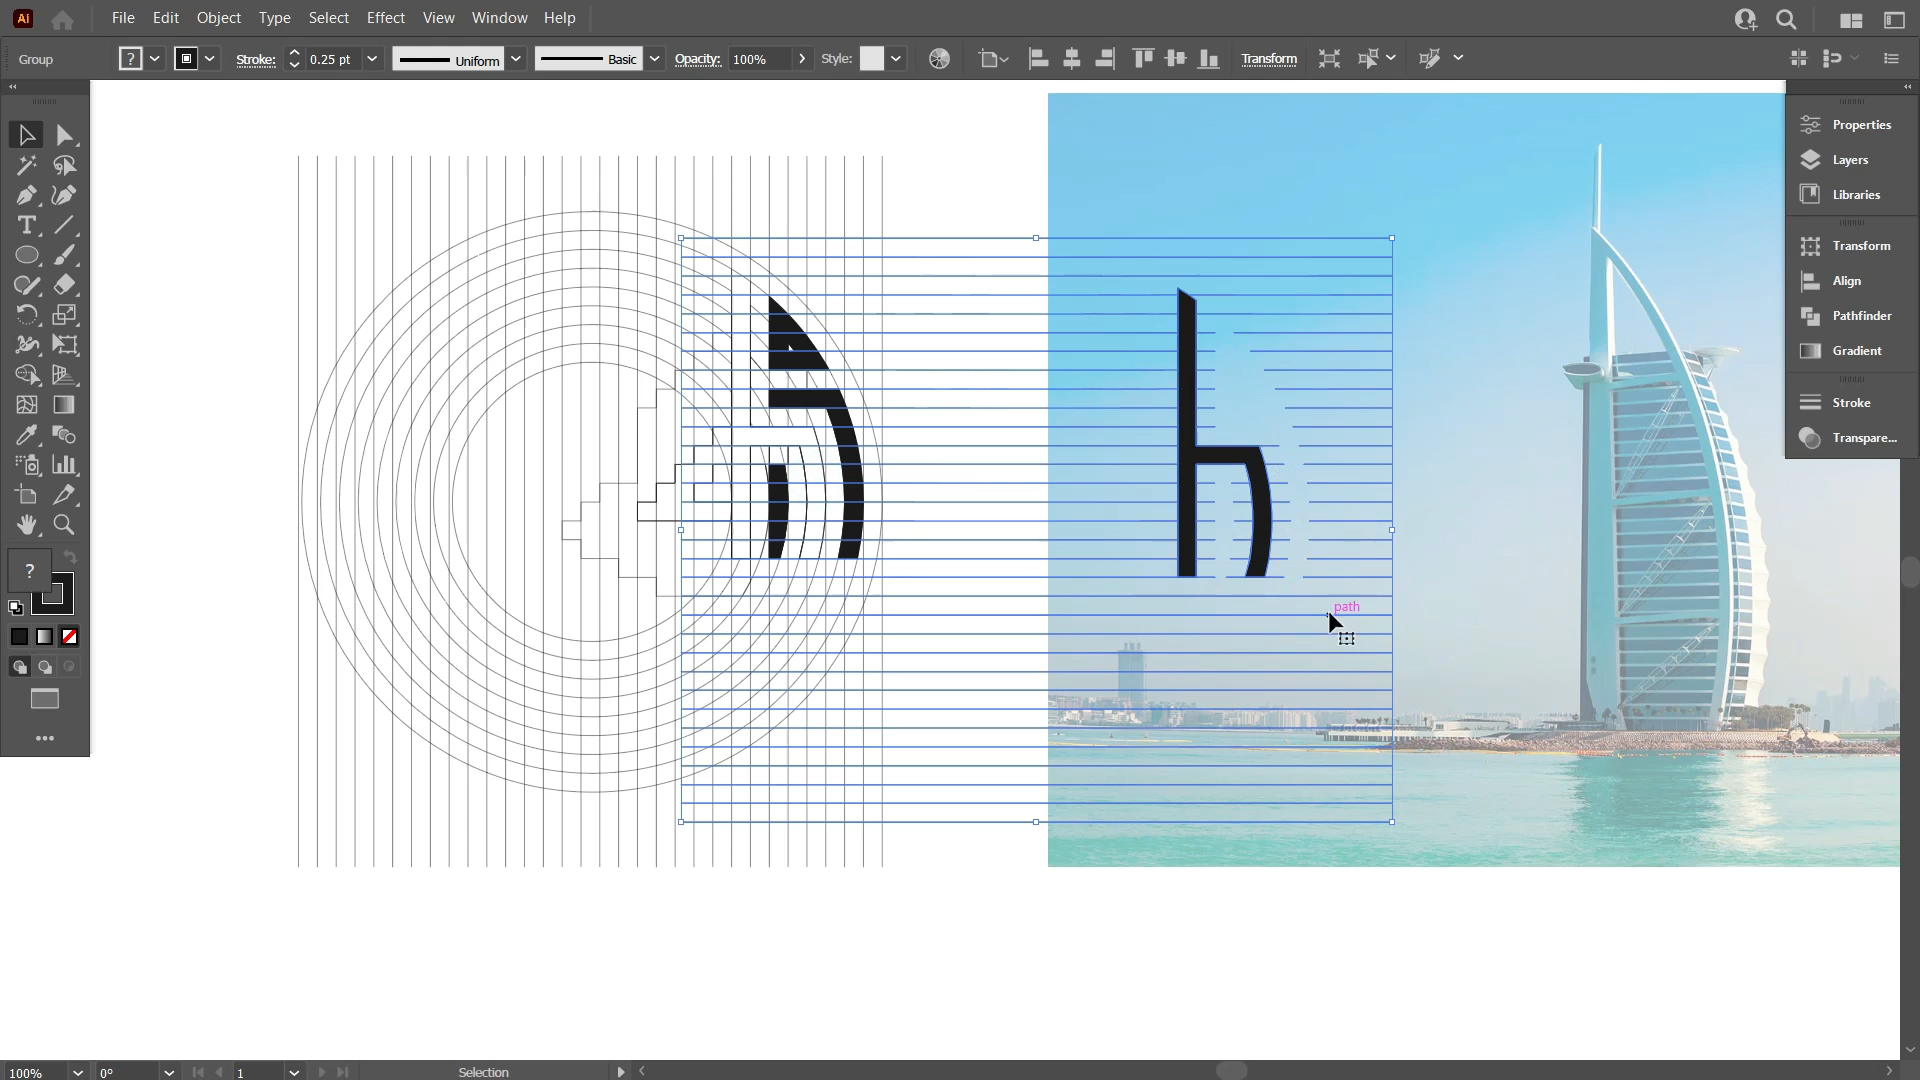 Ai File Edit Object Type Select Effect View Window Help
Group ? Stroke: 0.25 pt Uniform Basic Opacity: 100% Style: Transform
Properties
Layers
Libraries
Transform
Align
Pathfinder
Gradient
Stroke
Transpare...
T
?
h
path
100% 0° 1 Selection